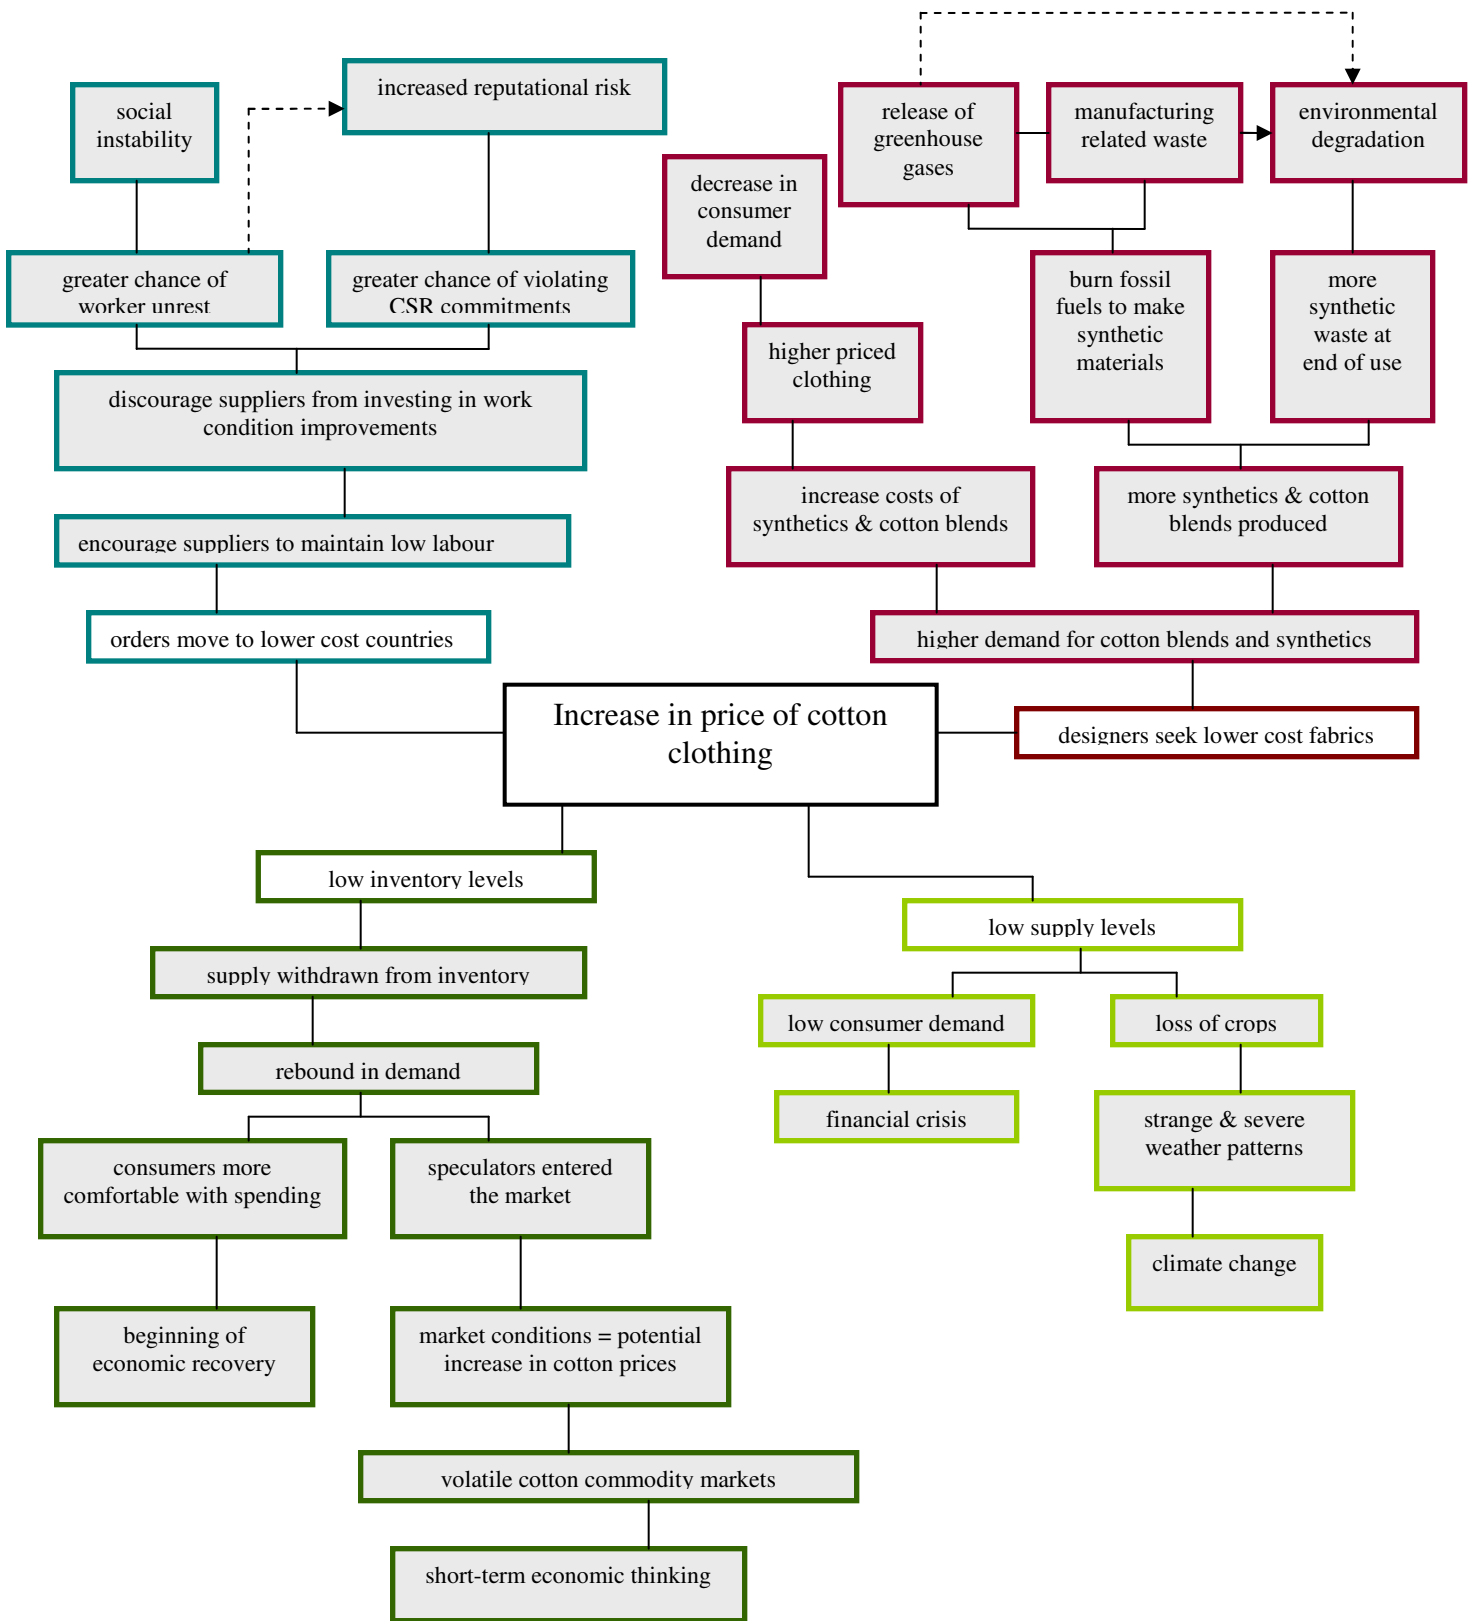 social
instability
increased reputational risk
release of
greenhouse
gases
manufacturing
related waste
environmental
degradation
decrease in
consumer
demand
greater chance of
worker unrest
greater chance of violating
CSR commitments
burn fossil
fuels to make
synthetic
materials
more
synthetic
waste at
end of use
higher priced
clothing
discourage suppliers from investing in work
condition improvements
increase costs of
synthetics & cotton blends
more synthetics & cotton
blends produced
encourage suppliers to maintain low labour
orders move to lower cost countries
higher demand for cotton blends and synthetics
Increase in price of cotton
clothing
designers seek lower cost fabrics
low inventory levels
low supply levels
supply withdrawn from inventory
low consumer demand
loss of crops
rebound in demand
financial crisis
strange & severe
weather patterns
consumers more
comfortable with spending
speculators entered
the market
climate change
beginning of
economic recovery
market conditions = potential
increase in cotton prices
volatile cotton commodity markets
short-term economic thinking